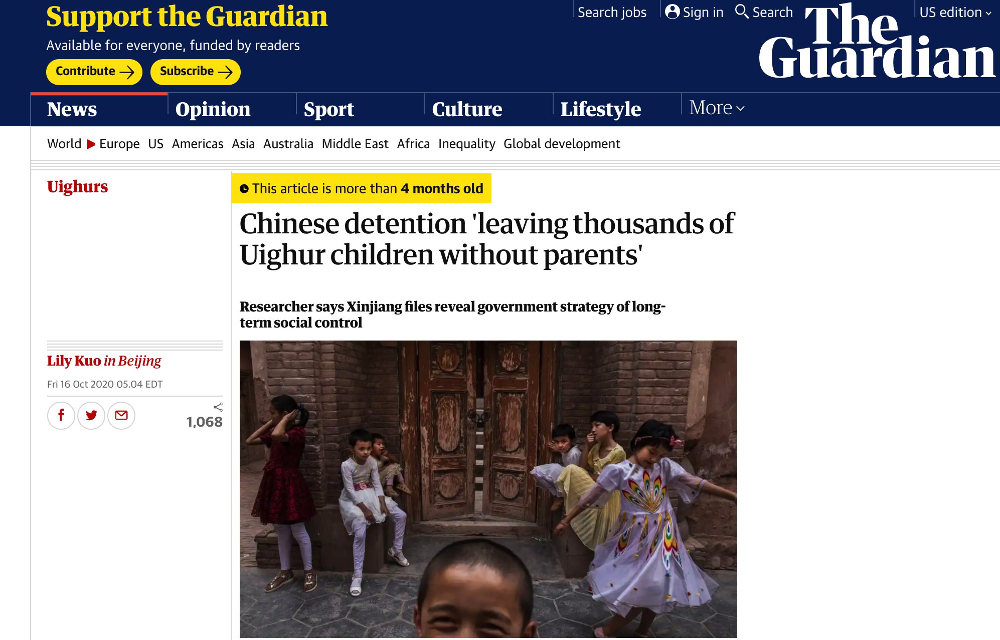 Support the Guardian
Available for everyone, funded by readers
Contribute
Subscribe
Search jobs
Sign in
Search
US edition
The
Guardian
News
Opinion
Sport
Culture
Lifestyle
More
World
Europe
US
Americas
Asia
Australia
Middle East
Africa
Inequality
Global development
Uighurs
This article is more than 4 months old
Chinese detention 'leaving thousands of
Uighur children without parents'
Researcher says Xinjiang files reveal government strategy of long-
term social control
Lily Kuo in Beijing
Fri 16 Oct 2020 05.04 EDT
1,068